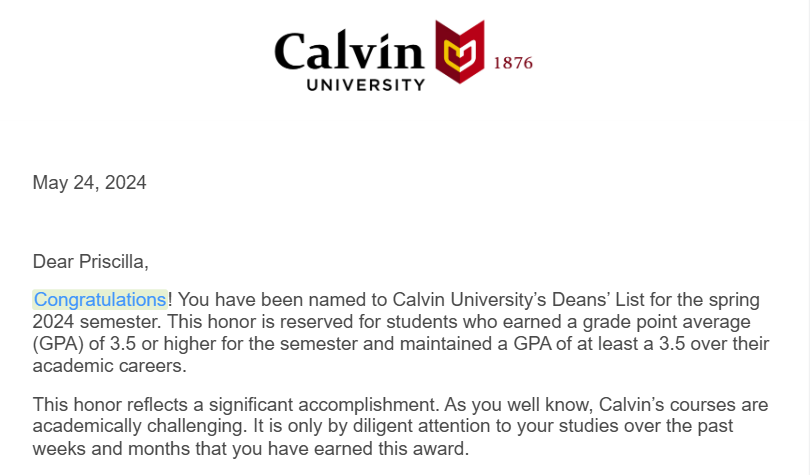 Calvin
UNIVERSITY
1876
May 24, 2024
Dear Priscilla,
Congratulations! You have been named to Calvin University’s Deans’ List for the spring
2024 semester. This honor is reserved for students who earned a grade point average
(GPA) of 3.5 or higher for the semester and maintained a GPA of at least a 3.5 over their
academic careers.
This honor reflects a significant accomplishment. As you well know, Calvin’s courses are
academically challenging. It is only by diligent attention to your studies over the past
weeks and months that you have earned this award.